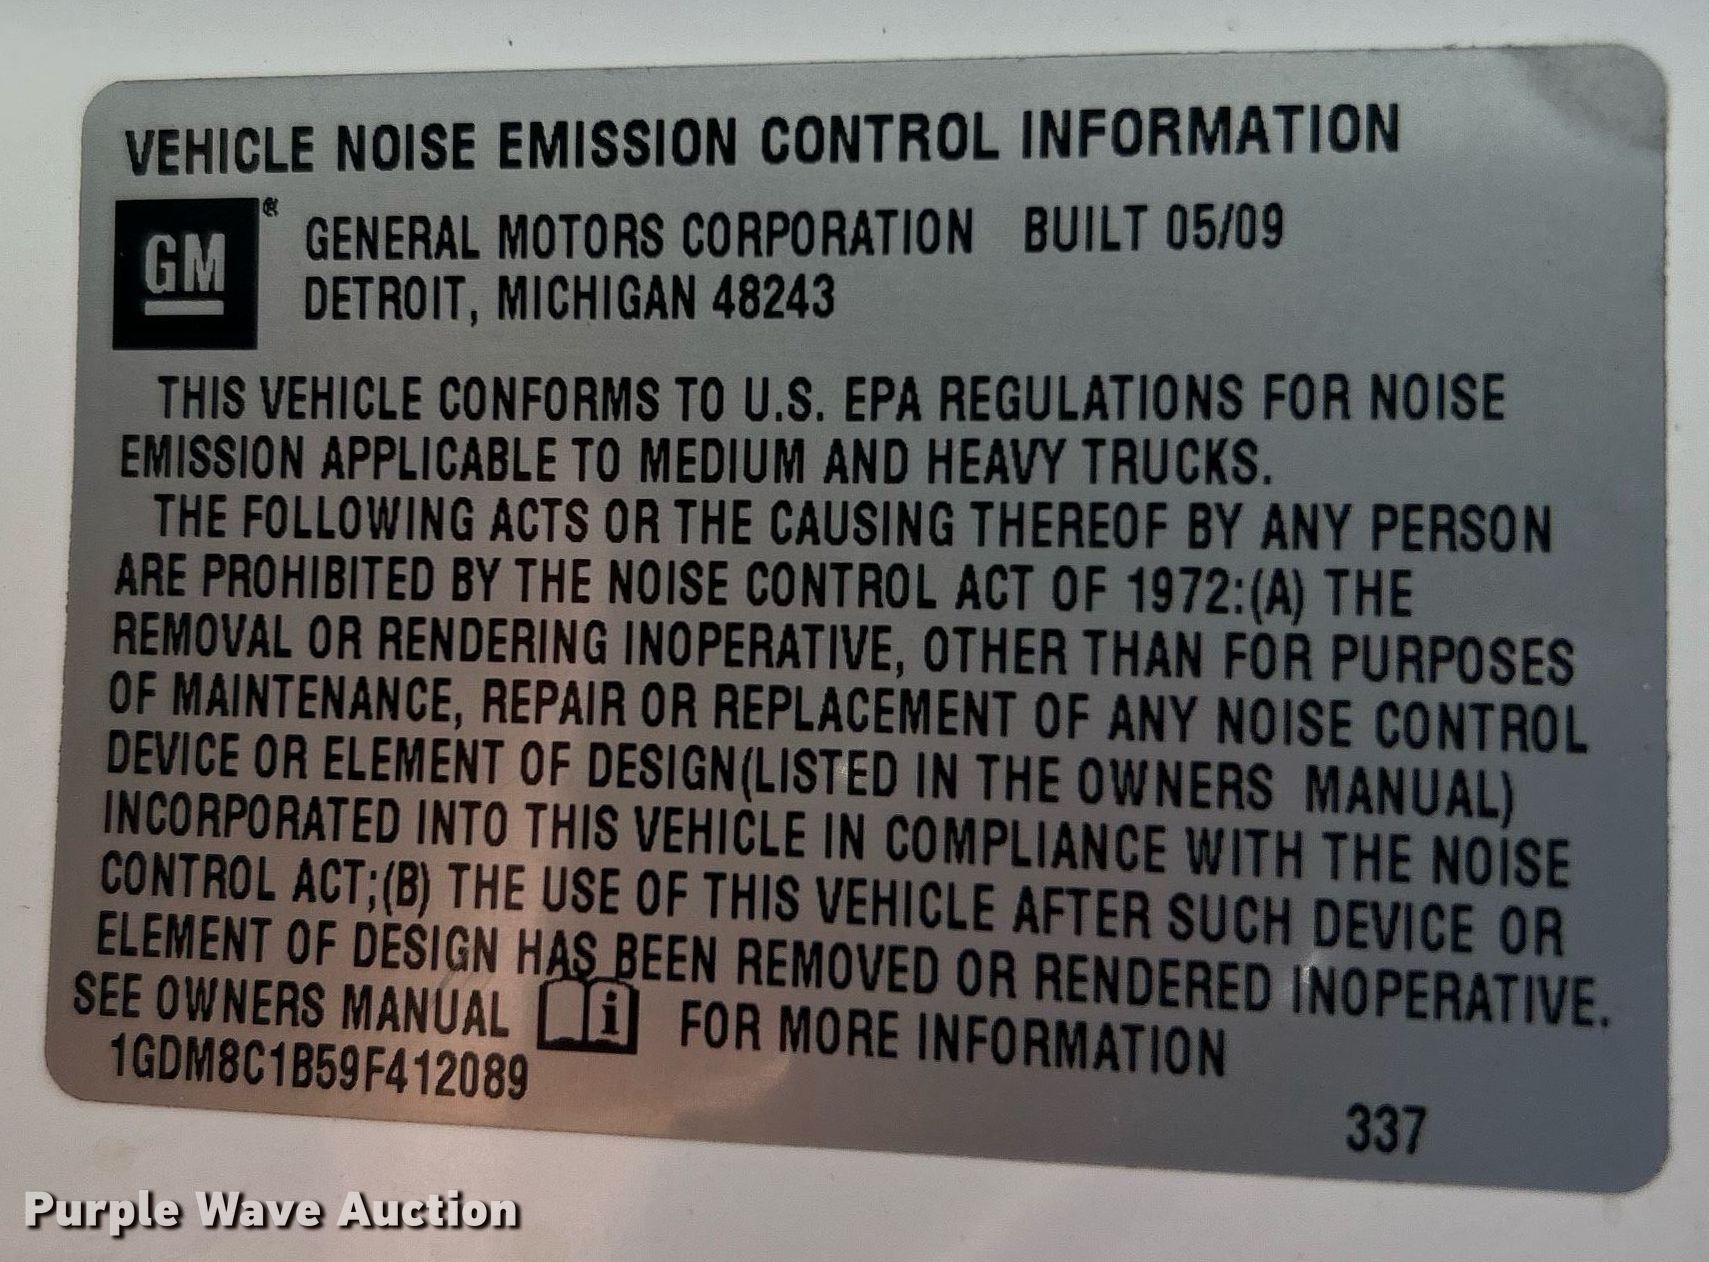 VEHICLE NOISE EMISSION CONTROL INFORMATION
GM® GENERAL MOTORS CORPORATION BUILT 05/09
DETROIT, MICHIGAN 48243
THIS VEHICLE CONFORMS TO U.S. EPA REGULATIONS FOR NOISE
EMISSION APPLICABLE TO MEDIUM AND HEAVY TRUCKS.
THE FOLLOWING ACTS OR THE CAUSING THEREOF BY ANY PERSON
ARE PROHIBITED BY THE NOISE CONTROL ACT OF 1972:(A) THE
REMOVAL OR RENDERING INOPERATIVE, OTHER THAN FOR PURPOSES
OF MAINTENANCE, REPAIR OR REPLACEMENT OF ANY NOISE CONTROL
DEVICE OR ELEMENT OF DESIGN(LISTED IN THE OWNERS MANUAL)
INCORPORATED INTO THIS VEHICLE IN COMPLIANCE WITH THE NOISE
CONTROL ACT;(B) THE USE OF THIS VEHICLE AFTER SUCH DEVICE OR
ELEMENT OF DESIGN HAS BEEN REMOVED OR RENDERED INOPERATIVE.
SEE OWNERS MANUAL i FOR MORE INFORMATION
1GDM8C1B59F412089
337
Purple Wave Auction